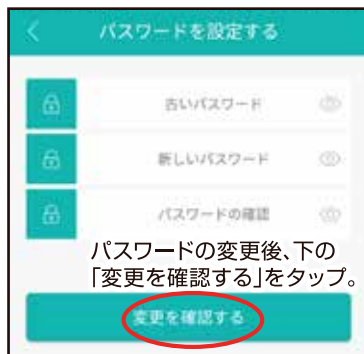 パスワードを設定する
古いパスワード
新しいパスワード
パスワードの確認
パスワードの変更後、下の
「変更を確認する」をタップ。
変更を確認する